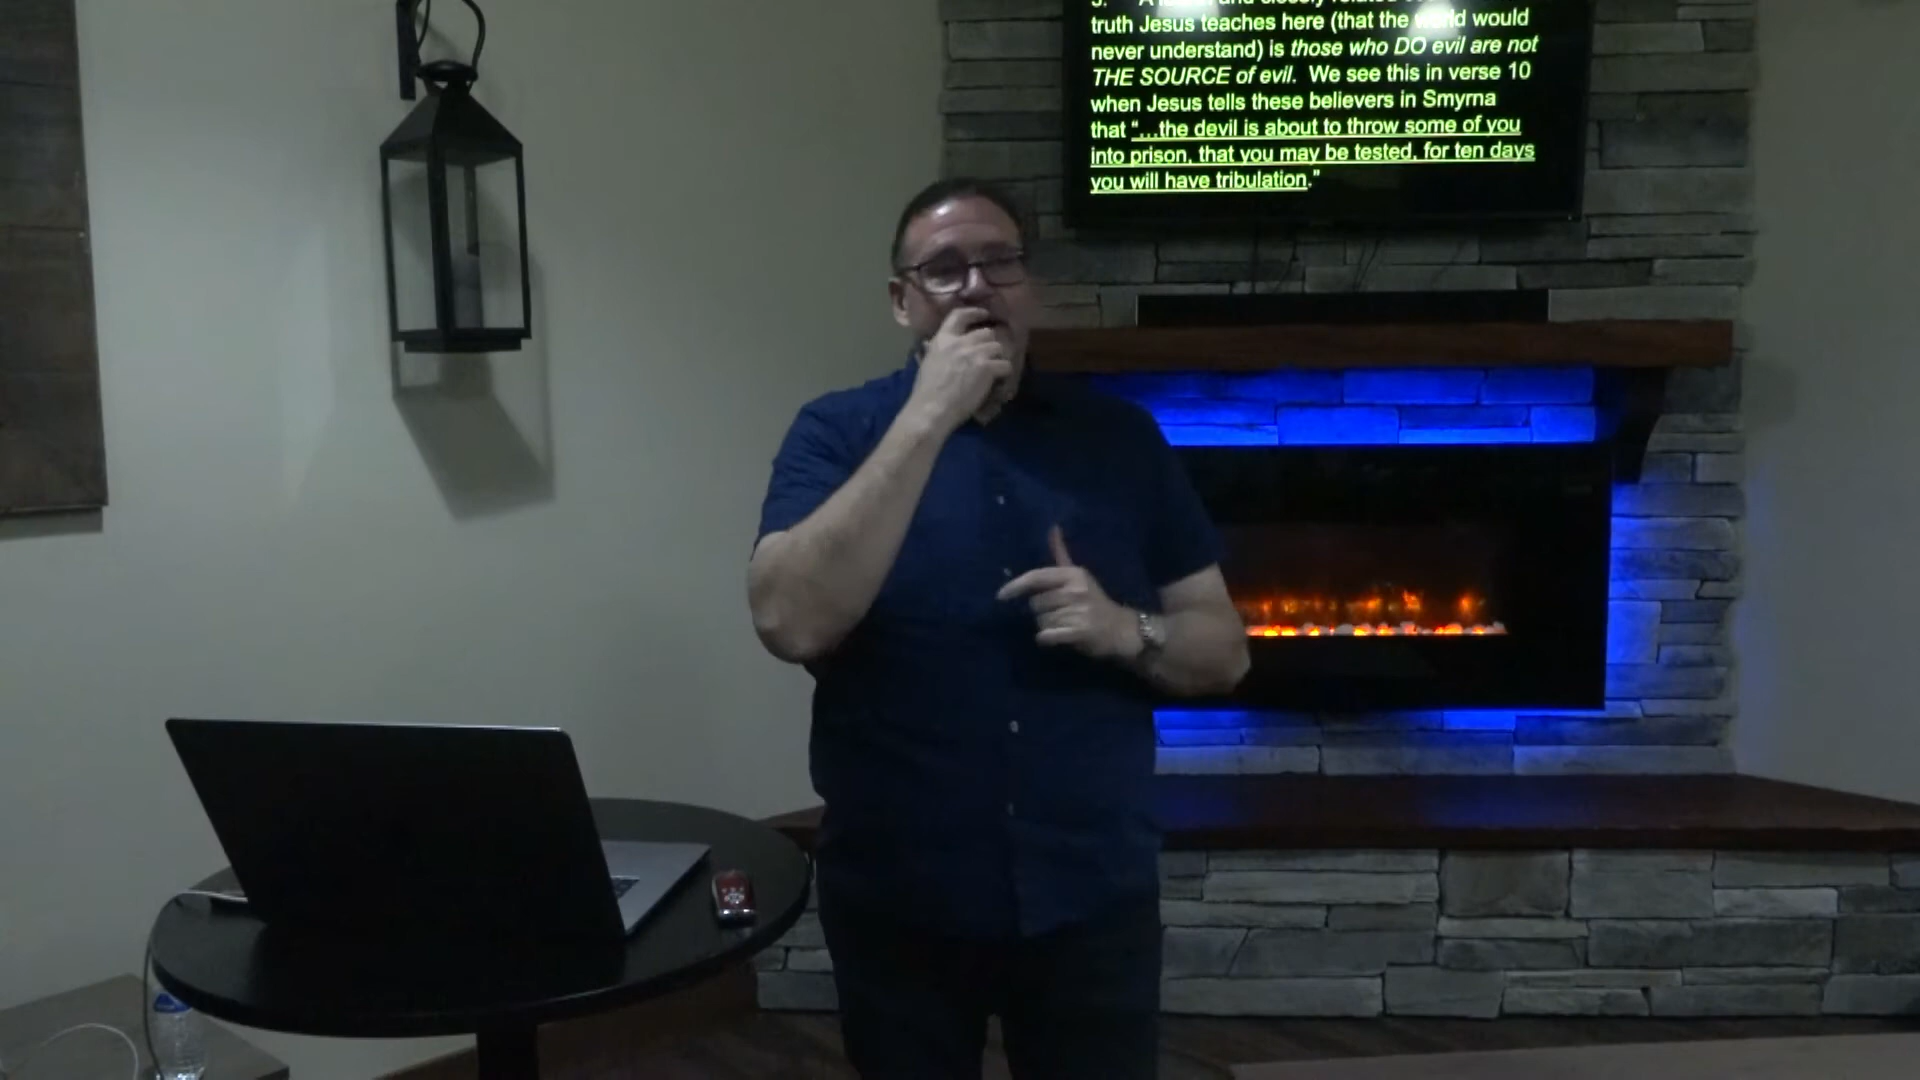 truth Jesus teaches here (that the world would
never understand) is those who DO evil are not
THE SOURCE of evil. We see this in verse 10
when Jesus tells these believers in Smyrna
that “…the devil is about to throw some of you
into prison, that you may be tested, for ten days
you will have tribulation.”